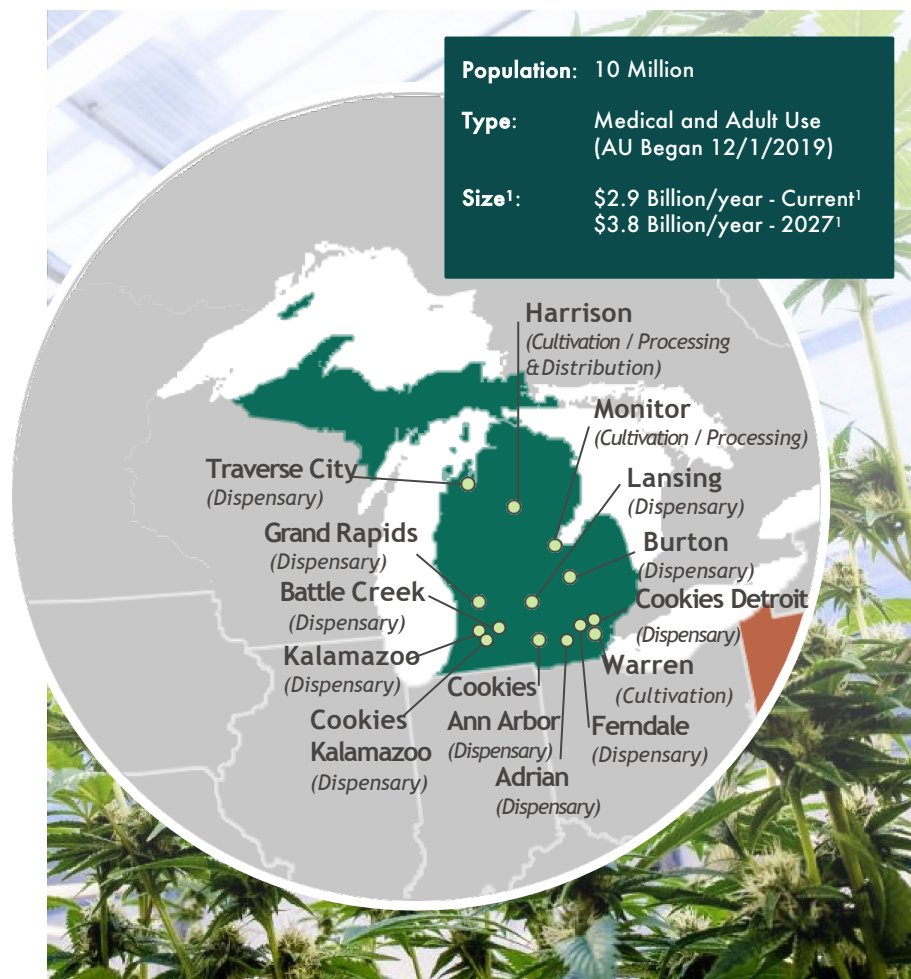 Population: 10 Million
Type: Medical and Adult Use
(AU Began 12/1/2019)
Size¹: $2.9 Billion/year - Current¹
$3.8 Billion/year - 2027¹
Harrison
(Cultivation / Processing
& Distribution)
Monitor
(Cultivation / Processing)
Traverse City
(Dispensary)
Lansing
(Dispensary)
Grand Rapids
(Dispensary)
Burton
(Dispensary)
Battle Creek
(Dispensary)
Cookies Detroit
(Dispensary)
Kalamazoo
(Dispensary)
Warren
(Cultivation)
Cookies
Kalamazoo
(Dispensary)
Cookies
Ann Arbor
(Dispensary)
Ferndale
(Dispensary)
Adrian
(Dispensary)